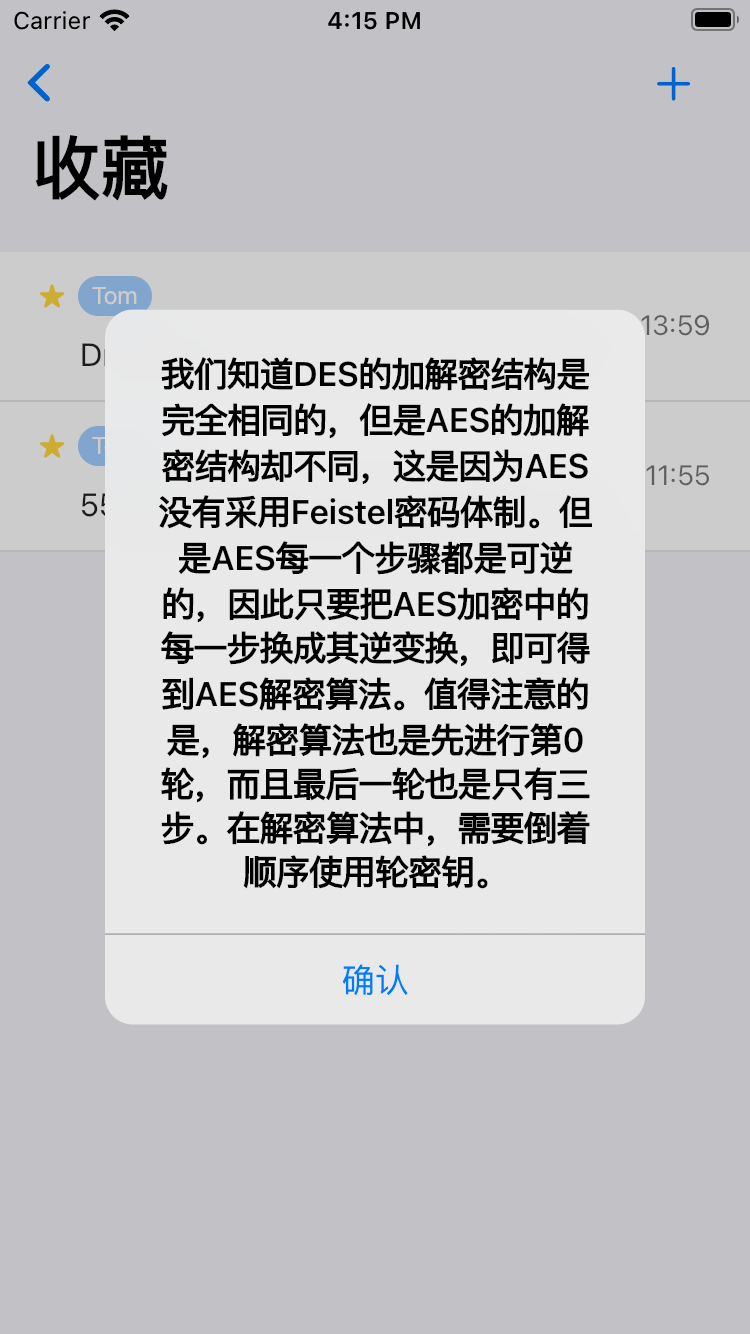 Carrier
4:15 PM
收藏
Tom
13:59
11:55
我们知道DES的加解密结构是
完全相同的，但是AES的加解
密结构却不同，这是因为AES
没有采用Feistel密码体制。但
是AES每一个步骤都是可逆
的，因此只要把AES加密中的
每一步换成其逆变换，即可得
到AES解密算法。值得注意的
是，解密算法也是先进行第0
轮，而且最后一轮也是只有三
步。在解密算法中，需要倒着
顺序使用轮密钥。
确认